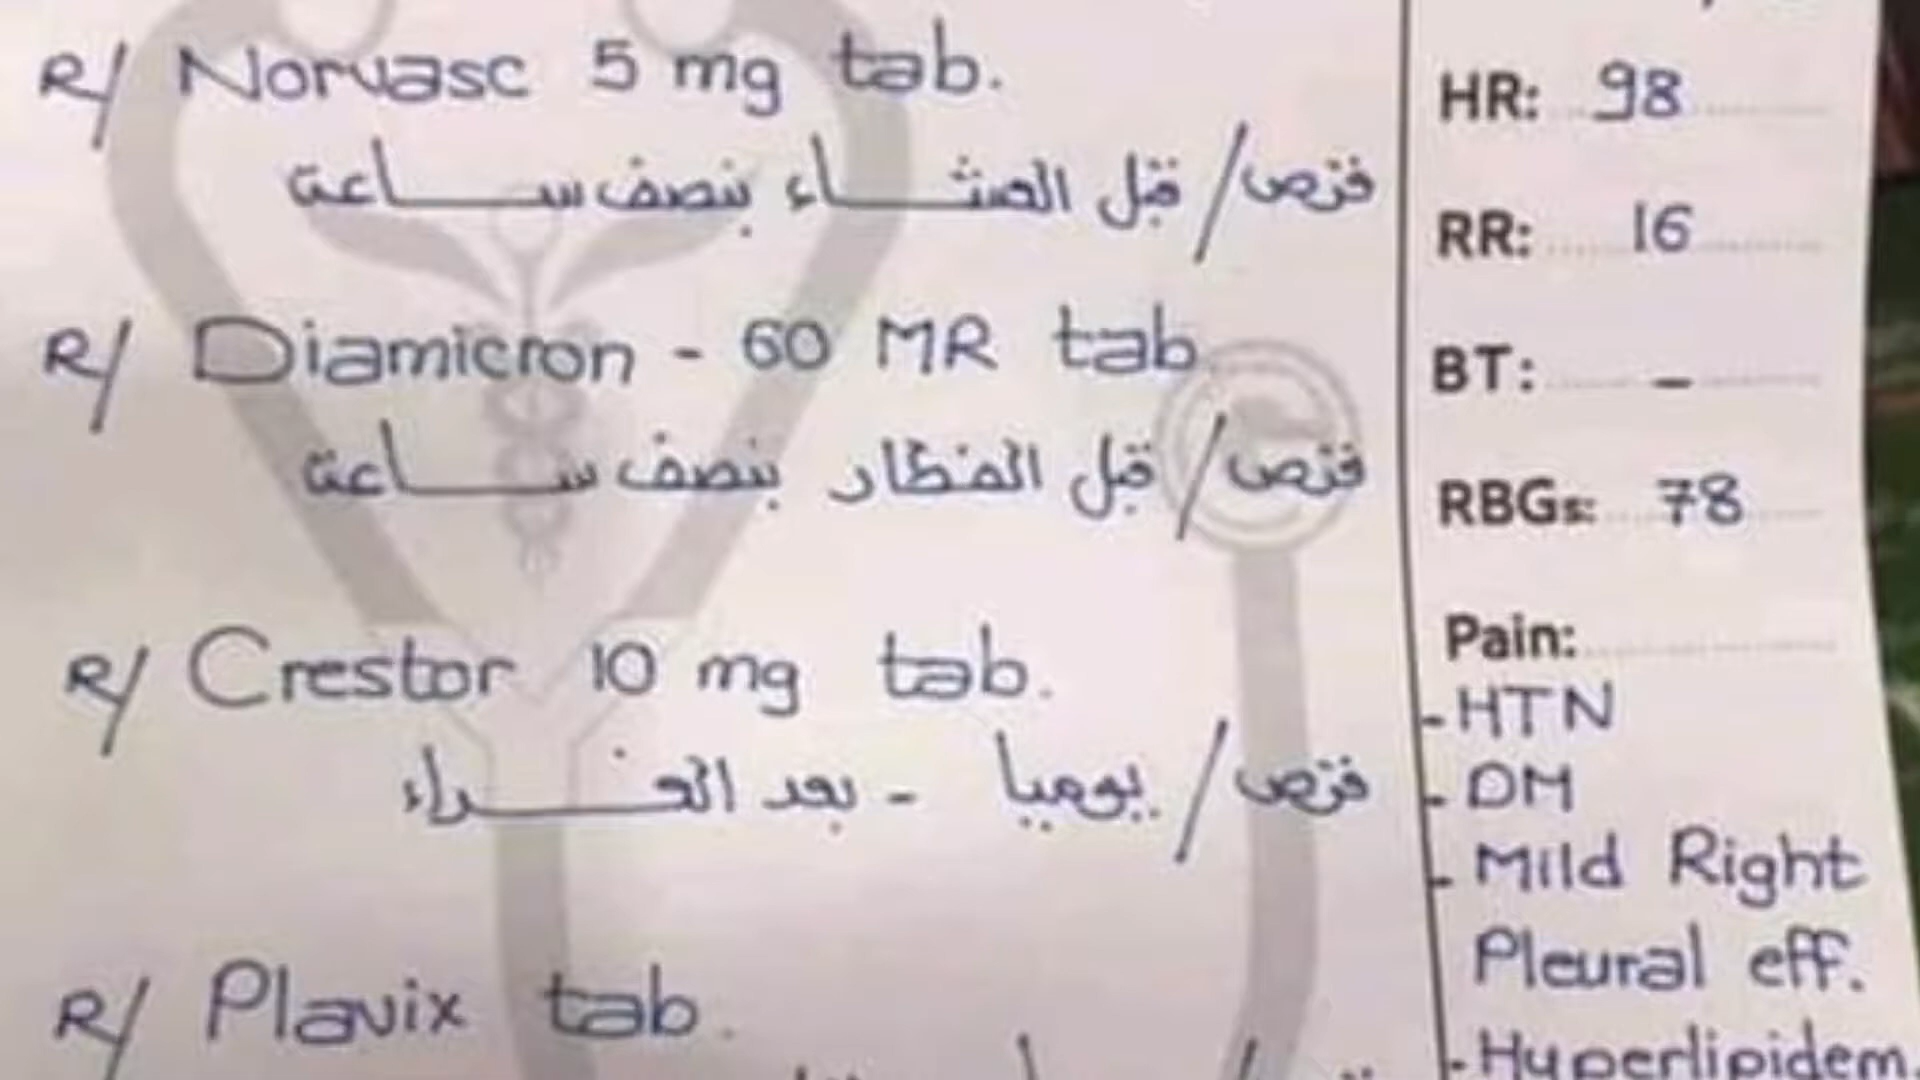 R/ Norvasc 5 mg tab.
قرص / قبل العشاء بنصف ساعة
R/ Diamicron - 60 MR tab
قرص / قبل الفطار بنصف ساعة
R/ Crestor 10 mg tab.
قرص / يوميا - بعد الغداء
R/ Plavix tab.
HR: 98
RR: 16
BT: -
RBGs: 78
Pain:
- HTN
- DM
- Mild Right
Pleural eff.
- Hyperlipidem.